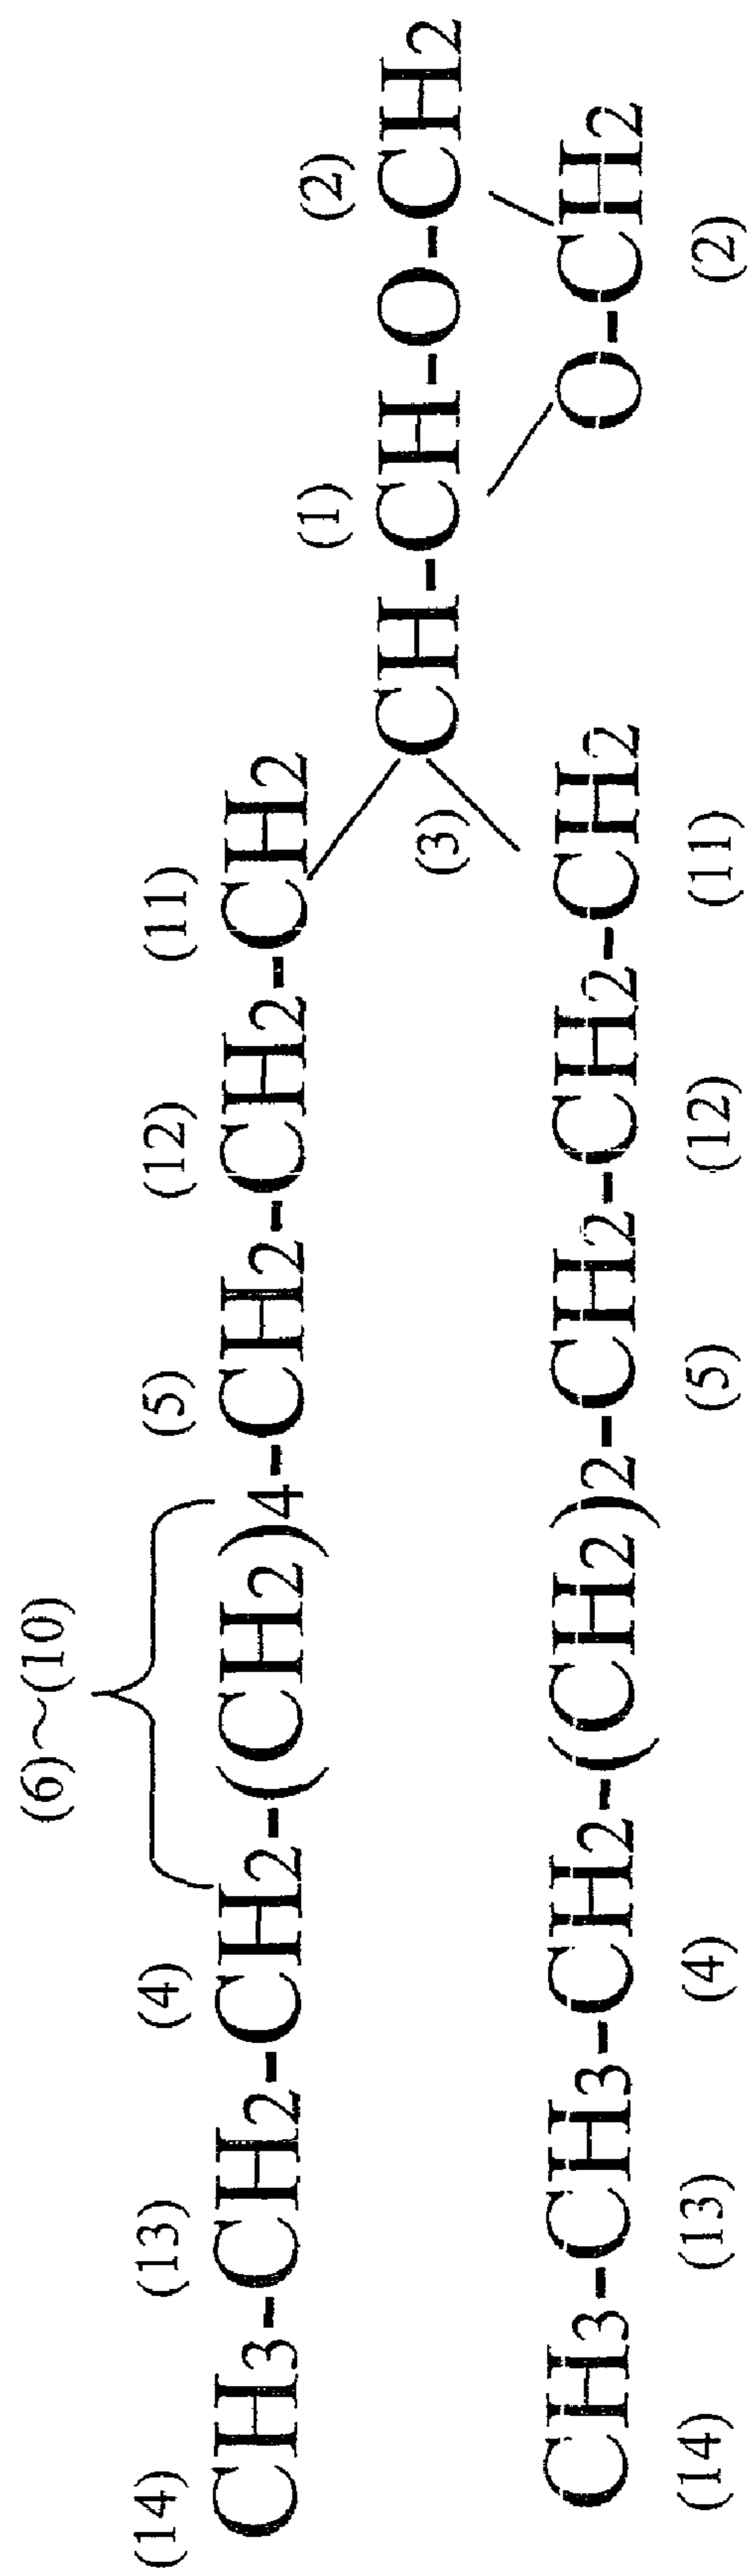 (6)~(10)
(14) (13) (4) (5) (12) (11)
CH3-CH2-CH2-(CH2)4-CH2-CH2-CH2
(1) (2)
CH-CH-O-CH2
(3)
O-CH2
(2)
CH3-CH3-CH2-(CH2)2-CH2-CH2-CH2
(14) (13) (4) (5) (12) (11)